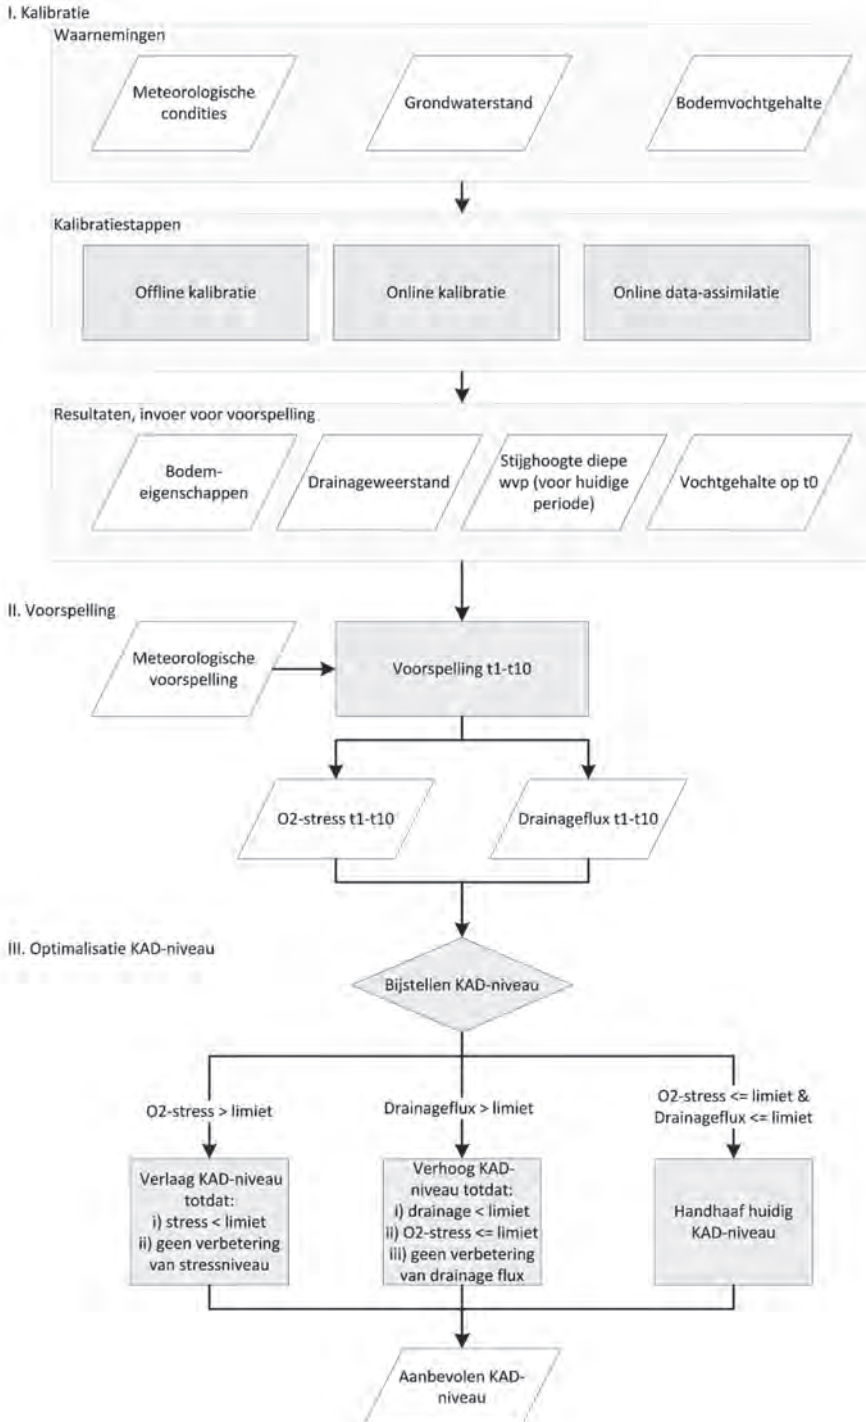 I. Kalibratie
Waarnemingen
Meteorologische
condities
Grondwaterstand
Bodemvochtgehalte
Kalibratiestappen
Offline kalibratie
Online kalibratie
Online data-assimilatie
Resultaten, invoer voor voorspelling
Bodem-
eigenschappen
Drainageweerstand
Stijghoogte diepe
wvp (voor huidige
periode)
Vochtgehalte op t0
II. Voorspelling
Meteorologische
voorspelling
Voorspelling t1-t10
O2-stress t1-t10
Drainageflux t1-t10
III. Optimalisatie KAD-niveau
Bijstellen KAD-niveau
O2-stress > limiet
Drainageflux > limiet
O2-stress <= limiet &
Drainageflux <= limiet
Verlaag KAD-niveau
totdat:
i) stress < limiet
ii) geen verbetering
van stressniveau
Verhoog KAD-
niveau totdat:
i) drainage < limiet
ii) O2-stress <= limiet
iii) geen verbetering
van drainage flux
Handhaaf huidig
KAD-niveau
Aanbevolen KAD-
niveau